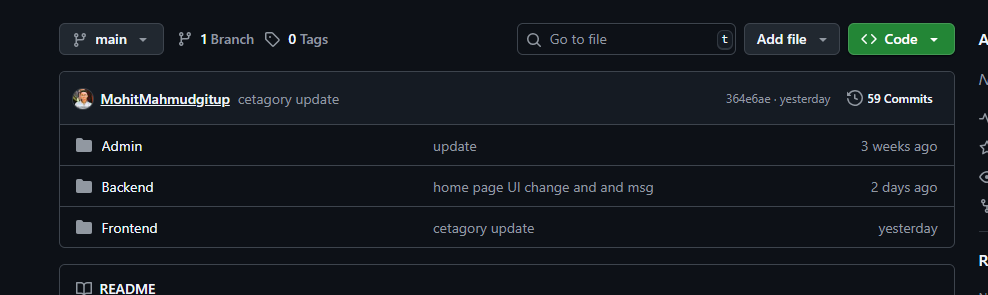 main
1 Branch
0 Tags
Go to file
t
Add file
Code
MohitMahmudgitup cetagory update
364e6ae · yesterday
59 Commits
Admin
update
3 weeks ago
Backend
home page UI change and and msg
2 days ago
Frontend
cetagory update
yesterday
README